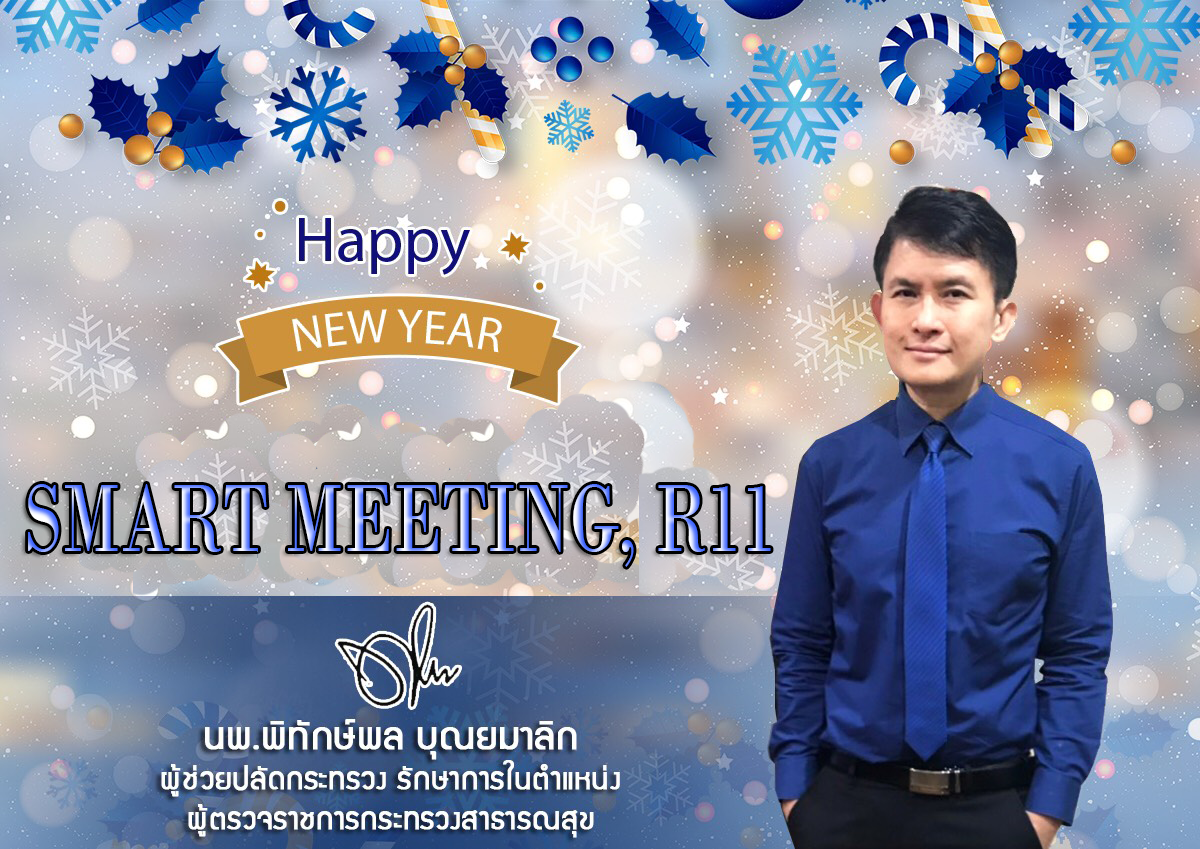 Happy
NEW YEAR
SMART MEETING, R11
นพ.พิทักษ์พล บุณยมาลิก
ผู้ช่วยปลัดกระทรวง รักษาการในตำแหน่ง
ผู้ตรวจราชการกระทรวงสาธารณสุข